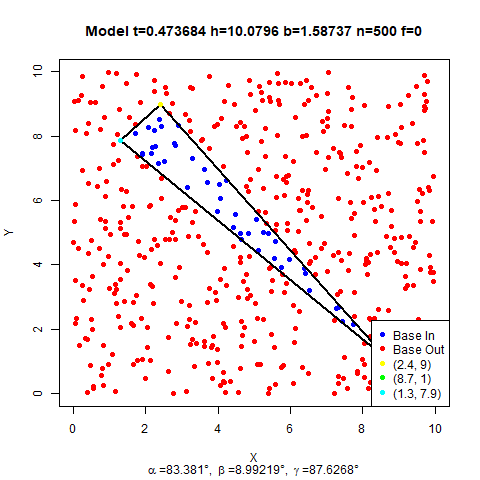 Model t=0.473684 h=10.0796 b=1.58737 n=500 f=0
10
8
6
4
2
0
Y
Base In
Base Out
(2.4, 9)
(8.7, 1)
(1.3, 7.9)
0 2 4 6 8 10
X
α =83.381°, β =8.99219°, γ =87.6268°